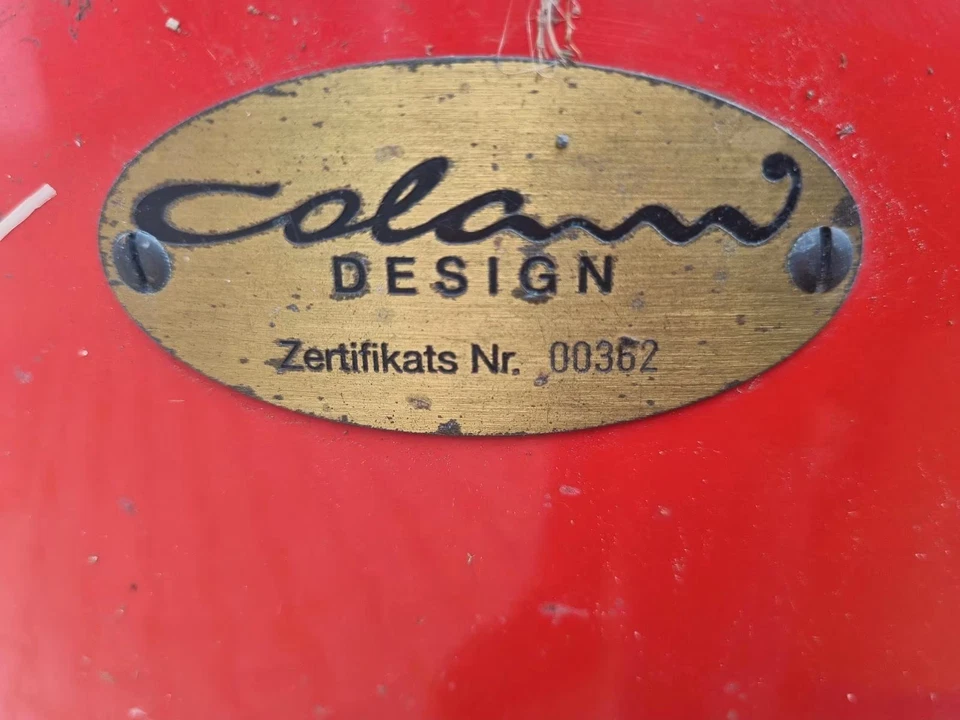 Colani
DESIGN
Zertifikats Nr. 00362